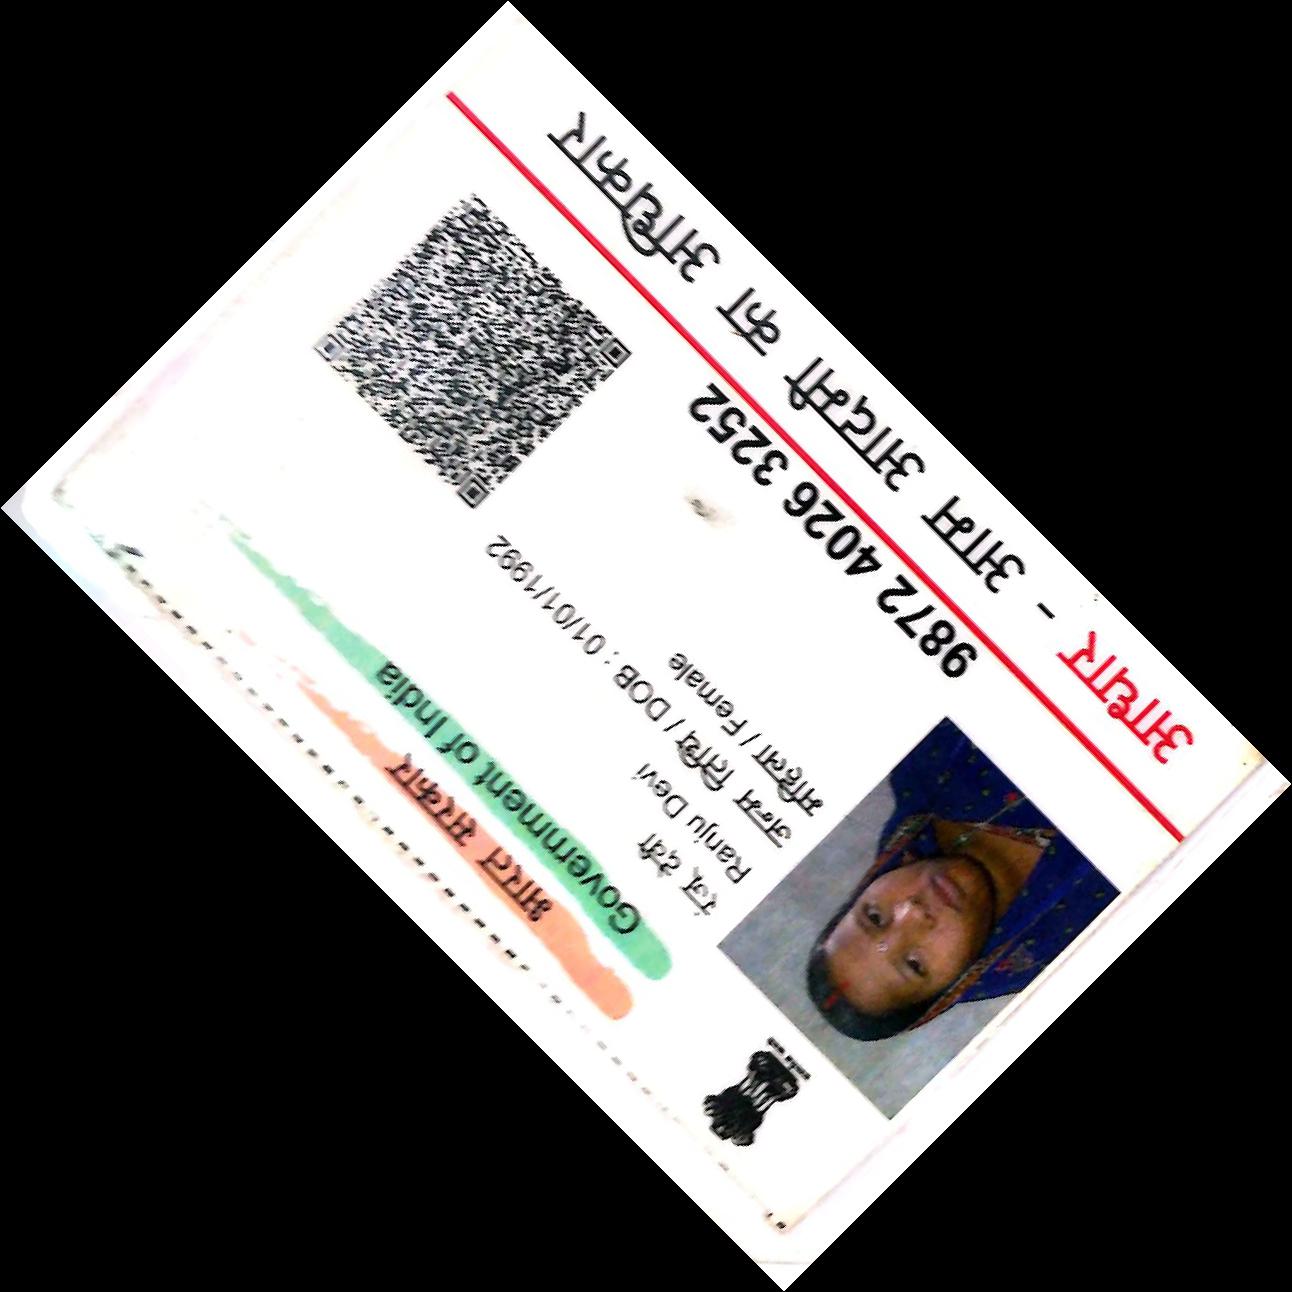 भारत सरकार
Government of India
रंजू देवी
Ranju Devi
जन्म तिथि / DOB : 01/01/1992
महिला / Female
9872 4026 3252
आधार - आम आदमी का अधिकार